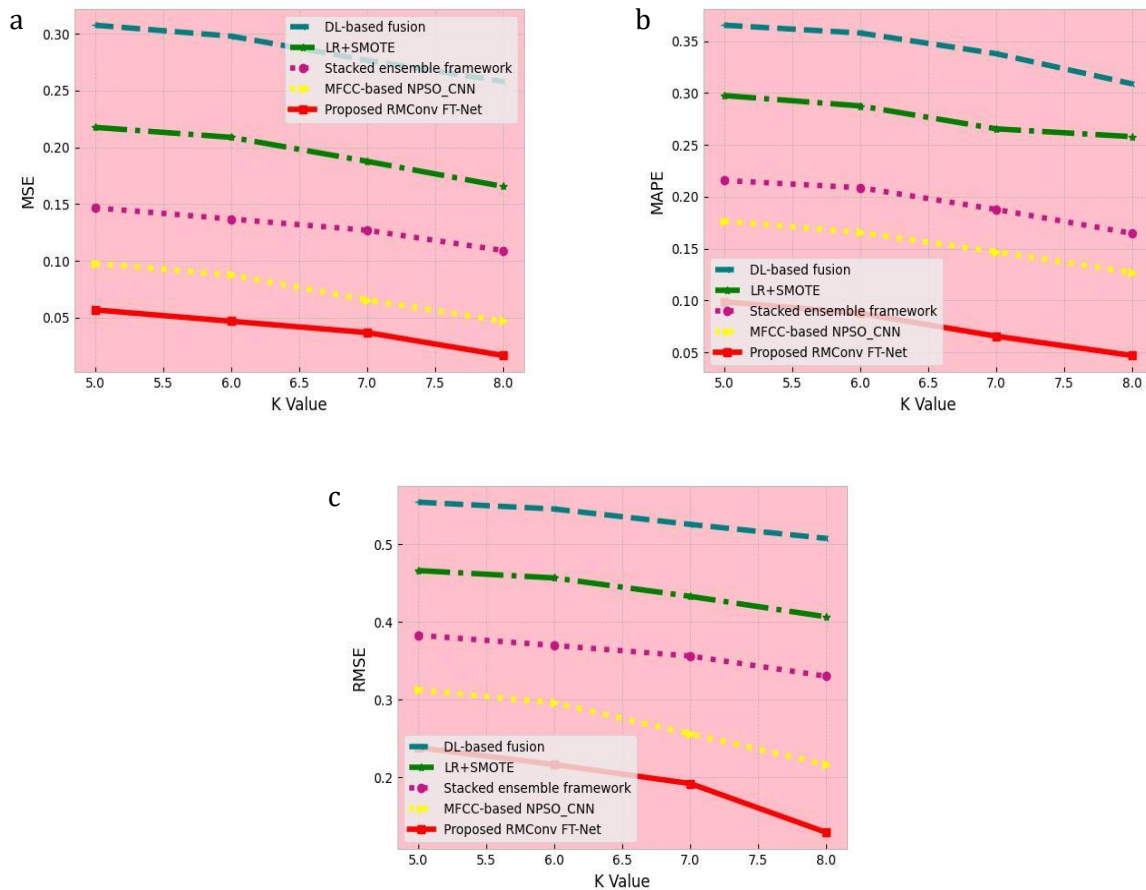 a
0.30
0.25
0.20
0.15
0.10
0.05
MSE
DL-based fusion
LR+SMOTE
Stacked ensemble framework
MFCC-based NPSO_CNN
Proposed RMConv FT-Net
5.0 5.5 6.0 6.5 7.0 7.5 8.0
K Value
b
0.35
0.30
0.25
0.20
0.15
0.10
0.05
MAPE
DL-based fusion
LR+SMOTE
Stacked ensemble framework
MFCC-based NPSO_CNN
Proposed RMConv FT-Net
5.0 5.5 6.0 6.5 7.0 7.5 8.0
K Value
c
0.5
0.4
0.3
0.2
RMSE
DL-based fusion
LR+SMOTE
Stacked ensemble framework
MFCC-based NPSO_CNN
Proposed RMConv FT-Net
5.0 5.5 6.0 6.5 7.0 7.5 8.0
K Value